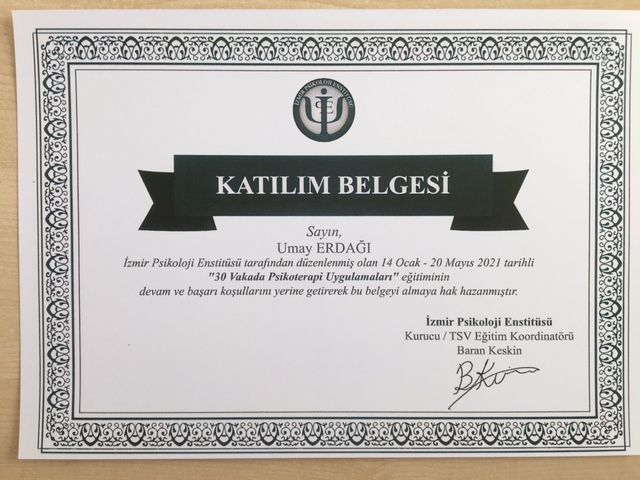 İZMİR PSİKOLOJİ ENSTİTÜSÜ
KATILIM BELGESİ
Sayın,
Umay ERDAĞI
İzmir Psikoloji Enstitüsü tarafından düzenlenmiş olan 14 Ocak - 20 Mayıs 2021 tarihli
"30 Vakada Psikoterapi Uygulamaları" eğitiminin
devam ve başarı koşullarını yerine getirerek bu belgeyi almaya hak hazanmıştır.
İzmir Psikoloji Enstitüsü
Kurucu / TSV Eğitim Koordinatörü
Baran Keskin